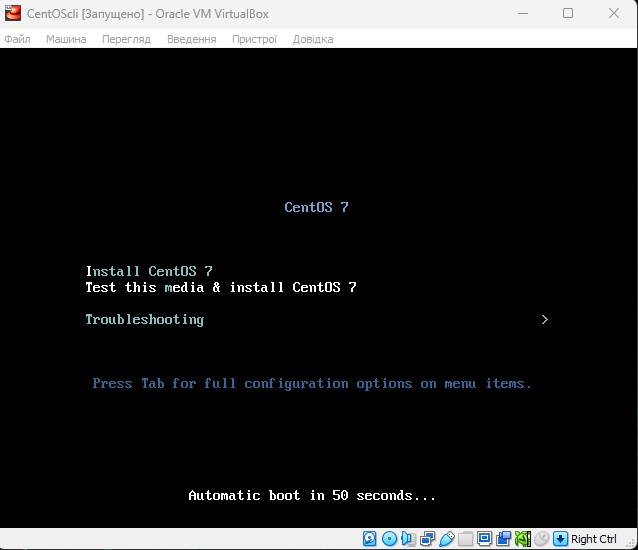 CentOScli [Запущено] - Oracle VM VirtualBox
Файл Машина Перегляд Введення Пристрої Довідка
CentOS 7
Install CentOS 7
Test this media & install CentOS 7
Troubleshooting >
Press Tab for full configuration options on menu items.
Automatic boot in 50 seconds...
Right Ctrl